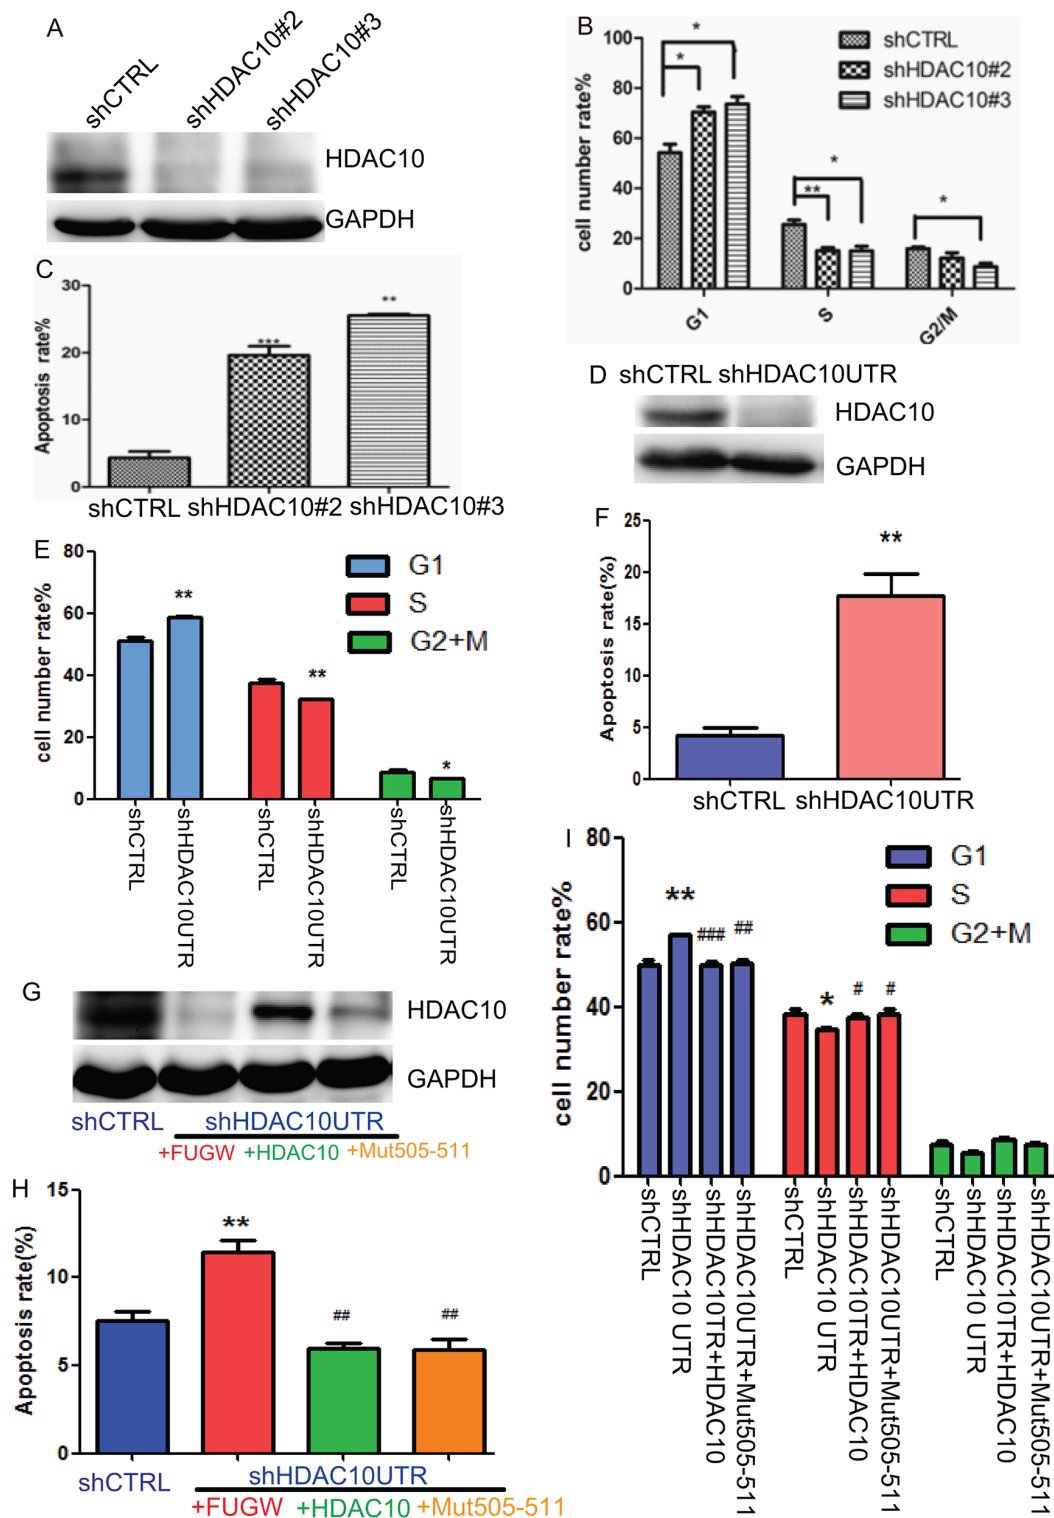 A
shCTRL
shHDAC10#2
shHDAC10#3
HDAC10
GAPDH
B
cell number rate%
100
80
60
40
20
0
shCTRL
shHDAC10#2
shHDAC10#3
*
*
*
**
*
G1
S
G2/M
C
Apoptosis rate%
30
20
10
0
***
**
shCTRL shHDAC10#2 shHDAC10#3
D shCTRL shHDAC10UTR
HDAC10
GAPDH
E
cell number rate%
80
60
40
20
0
G1
S
G2+M
**
**
*
shCTRL
shHDAC10UTR
shCTRL
shHDAC10UTR
shCTRL
shHDAC10UTR
F
Apoptosis rate(%)
25
20
15
10
5
0
**
shCTRL shHDAC10UTR
G
HDAC10
GAPDH
shCTRL shHDAC10UTR
+FUGW +HDAC10 +Mut505-511
H
Apoptosis rate(%)
15
10
5
0
**
##
##
shCTRL shHDAC10UTR
+FUGW +HDAC10 +Mut505-511
I
cell number rate%
80
60
40
20
0
G1
S
G2+M
**
###
##
*
#
#
shCTRL
shHDAC10 UTR
shHDAC10TR+HDAC10
shHDAC10UTR+Mut505-511
shCTRL
shHDAC10 UTR
shHDAC10TR+HDAC10
shHDAC10UTR+Mut505-511
shCTRL
shHDAC10 UTR
shHDAC10TR+HDAC10
shHDAC10UTR+Mut505-511